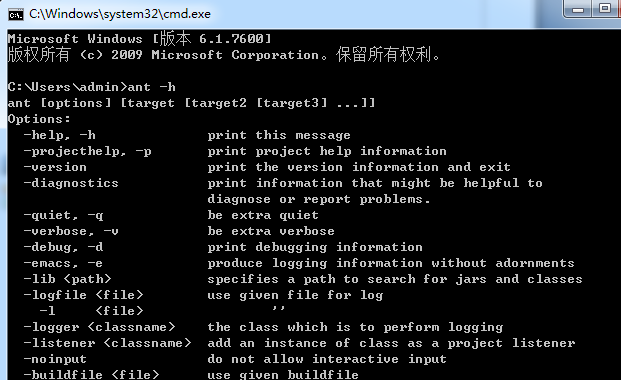 C:\Windows\system32\cmd.exe
Microsoft Windows [版本 6.1.7600]
版权所有 (c) 2009 Microsoft Corporation。保留所有权利。
C:\Users\admin>ant -h
ant [options] [target [target2 [target3] ...]]
Options:
-help, -h print this message
-projecthelp, -p print project help information
-version print the version information and exit
-diagnostics print information that might be helpful to
diagnose or report problems.
-quiet, -q be extra quiet
-verbose, -v be extra verbose
-debug, -d print debugging information
-emacs, -e produce logging information without adornments
-lib <path> specifies a path to search for jars and classes
-logfile <file> use given file for log
-l <file> ''
-logger <classname> the class which is to perform logging
-listener <classname> add an instance of class as a project listener
-noinput do not allow interactive input
-buildfile <file> use given buildfile